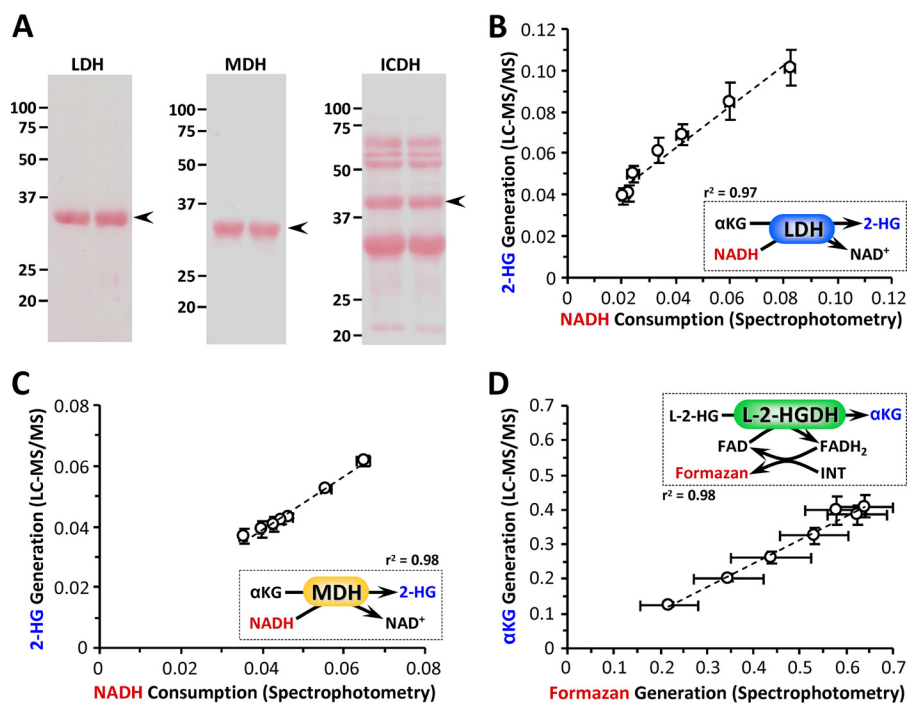 A
LDH
MDH
ICDH
100
75
50
37
25
20
100
75
50
37
25
20
100
75
50
37
25
20
B
2-HG Generation (LC-MS/MS)
0.12
0.10
0.08
0.06
0.04
0.02
0
r² = 0.97
αKG
LDH
2-HG
NADH
NAD⁺
0
0.02
0.04
0.06
0.08
0.10
0.12
NADH Consumption (Spectrophotometry)
C
2-HG Generation (LC-MS/MS)
0.08
0.06
0.04
0.02
0
r² = 0.98
αKG
MDH
2-HG
NADH
NAD⁺
0
0.02
0.04
0.06
0.08
NADH Consumption (Spectrophotometry)
D
αKG Generation (LC-MS/MS)
0.7
0.6
0.5
0.4
0.3
0.2
0.1
0
L-2-HG
L-2-HGDH
αKG
FAD
FADH₂
Formazan
INT
r² = 0.98
0
0.1
0.2
0.3
0.4
0.5
0.6
0.7
Formazan Generation (Spectrophotometry)